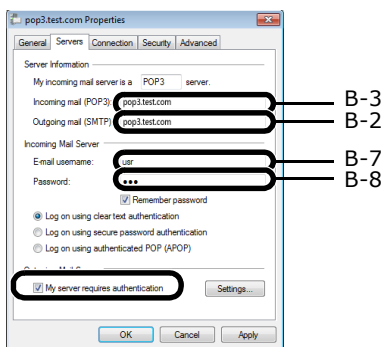 pop3.test.com Properties
General Servers Connection Security Advanced
Server Information
My incoming mail server is a POP3 server.
Incoming mail (POP3): pop3.test.com B-3
Outgoing mail (SMTP): pop3.test.com B-2
Incoming Mail Server
E-mail username: usr B-7
Password: ●●● B-8
Remember password
Log on using clear text authentication
Log on using secure password authentication
Log on using authenticated POP (APOP)
My server requires authentication Settings...
OK Cancel Apply